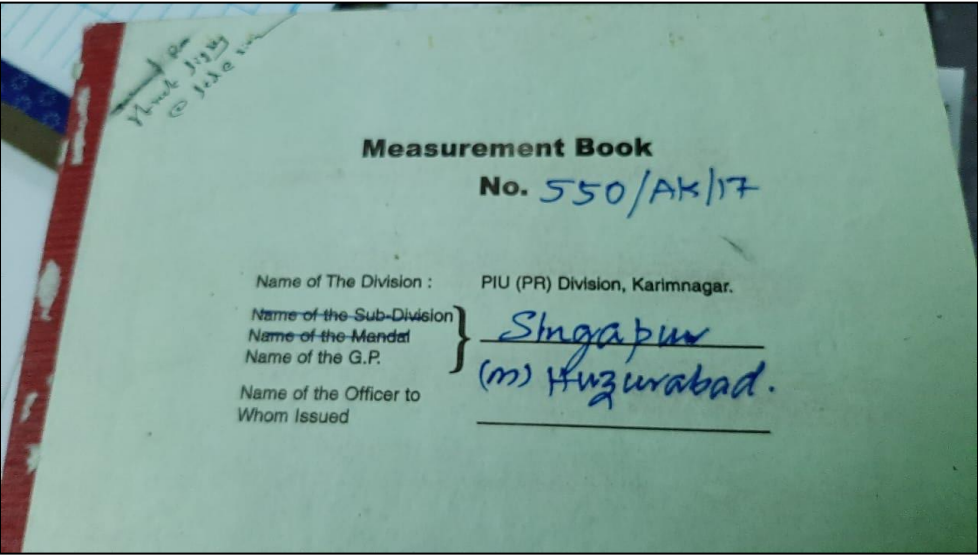 Measurement Book
No. 550/AK/17
Name of The Division : PIU (PR) Division, Karimnagar.
Name of the Sub-Division
Name of the Mandal
Name of the G.P. } Singapur
(m) Huzurabad.
Name of the Officer to
Whom Issued